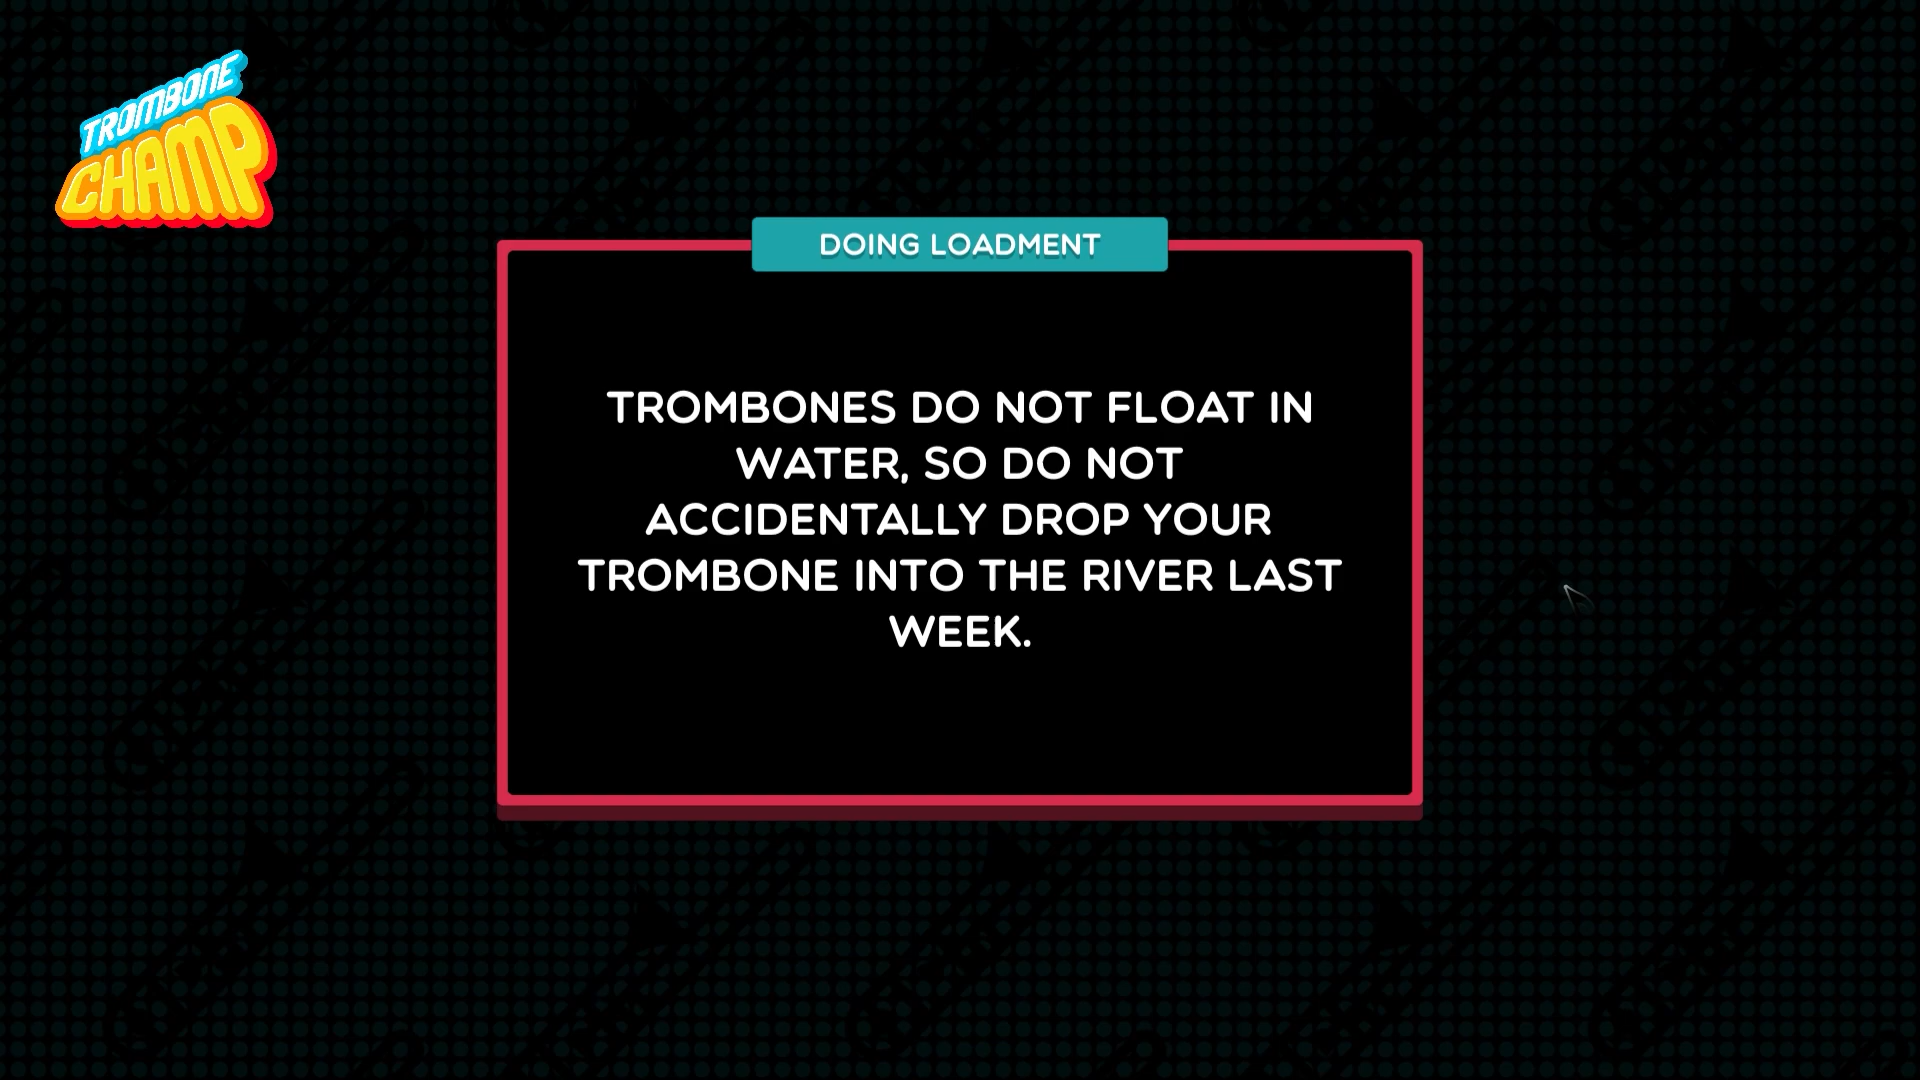 TROMBONE
CHAMP
DOING LOADMENT
TROMBONES DO NOT FLOAT IN
WATER, SO DO NOT
ACCIDENTALLY DROP YOUR
TROMBONE INTO THE RIVER LAST
WEEK.